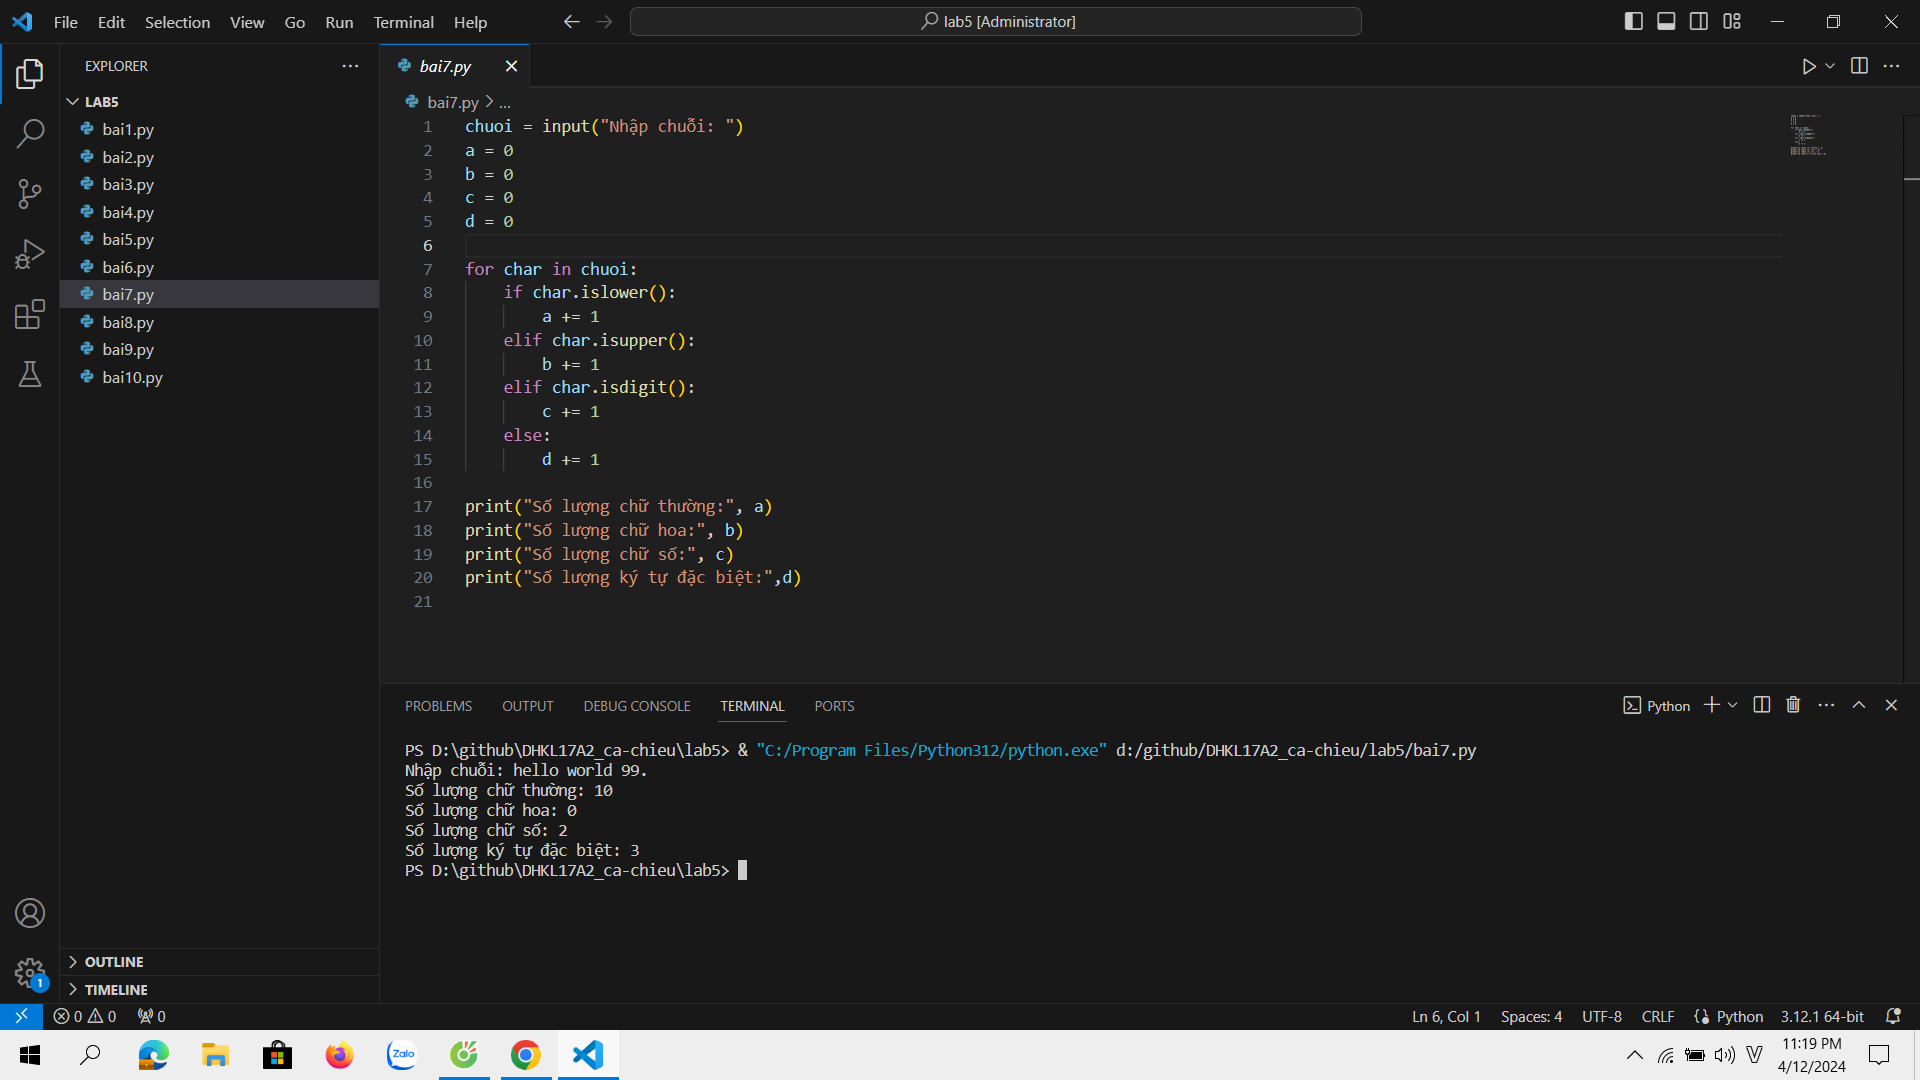 File Edit Selection View Go Run Terminal Help
lab5 [Administrator]
EXPLORER
LAB5
bai1.py
bai2.py
bai3.py
bai4.py
bai5.py
bai6.py
bai7.py
bai8.py
bai9.py
bai10.py
OUTLINE
TIMELINE
bai7.py
bai7.py > ...
1 chuoi = input("Nhập chuỗi: ")
2 a = 0
3 b = 0
4 c = 0
5 d = 0
6
7 for char in chuoi:
8 if char.islower():
9 a += 1
10 elif char.isupper():
11 b += 1
12 elif char.isdigit():
13 c += 1
14 else:
15 d += 1
16
17 print("Số lượng chữ thường:", a)
18 print("Số lượng chữ hoa:", b)
19 print("Số lượng chữ số:", c)
20 print("Số lượng ký tự đặc biệt:",d)
21
PROBLEMS OUTPUT DEBUG CONSOLE TERMINAL PORTS
Python
PS D:\github\DHKL17A2_ca-chieu\lab5> & "C:/Program Files/Python312/python.exe" d:/github/DHKL17A2_ca-chieu/lab5/bai7.py
Nhập chuỗi: hello world 99.
Số lượng chữ thường: 10
Số lượng chữ hoa: 0
Số lượng chữ số: 2
Số lượng ký tự đặc biệt: 3
PS D:\github\DHKL17A2_ca-chieu\lab5>
1
0 0 0
Ln 6, Col 1 Spaces: 4 UTF-8 CRLF Python 3.12.1 64-bit
Zalo
V
11:19 PM
4/12/2024